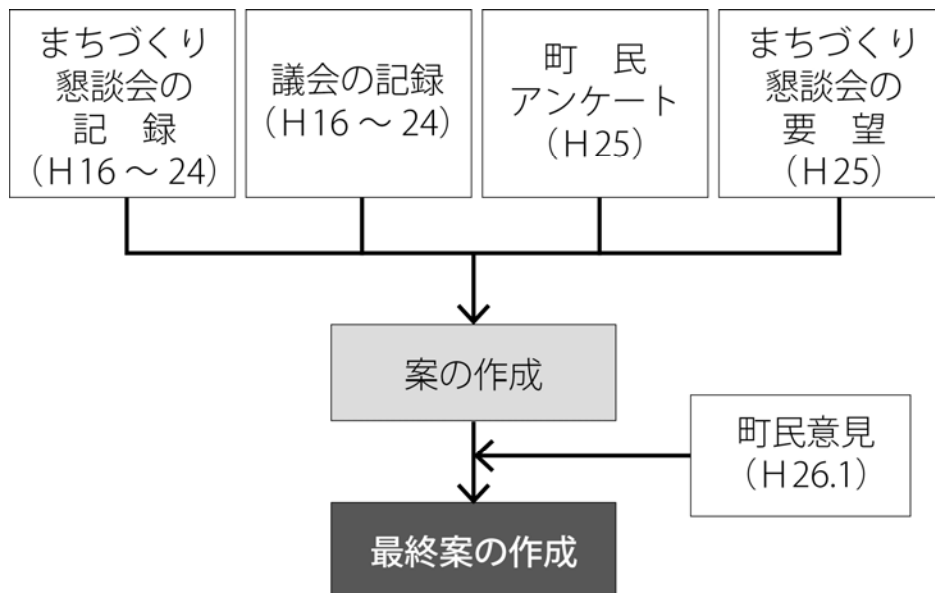 まちづくり
懇談会の
記　録
（H16～24）
議会の記録
（H16～24）
町　民
アンケート
（H25）
まちづくり
懇談会の
要　望
（H25）
案の作成
町民意見
（H26.1）
最終案の作成